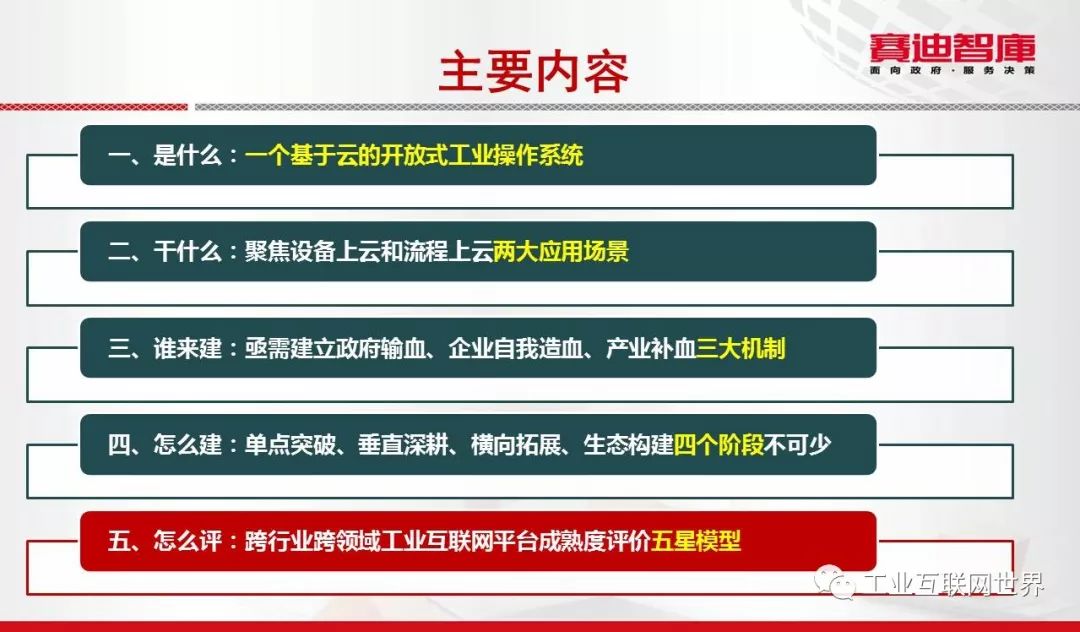 主要内容
赛迪智库
面向政府·服务决策
一、是什么：一个基于云的开放式工业操作系统
二、干什么：聚焦设备上云和流程上云两大应用场景
三、谁来建：亟需建立政府输血、企业自我造血、产业补血三大机制
四、怎么建：单点突破、垂直深耕、横向拓展、生态构建四个阶段不可少
五、怎么评：跨行业跨领域工业互联网平台成熟度评价五星模型
工业互联网世界